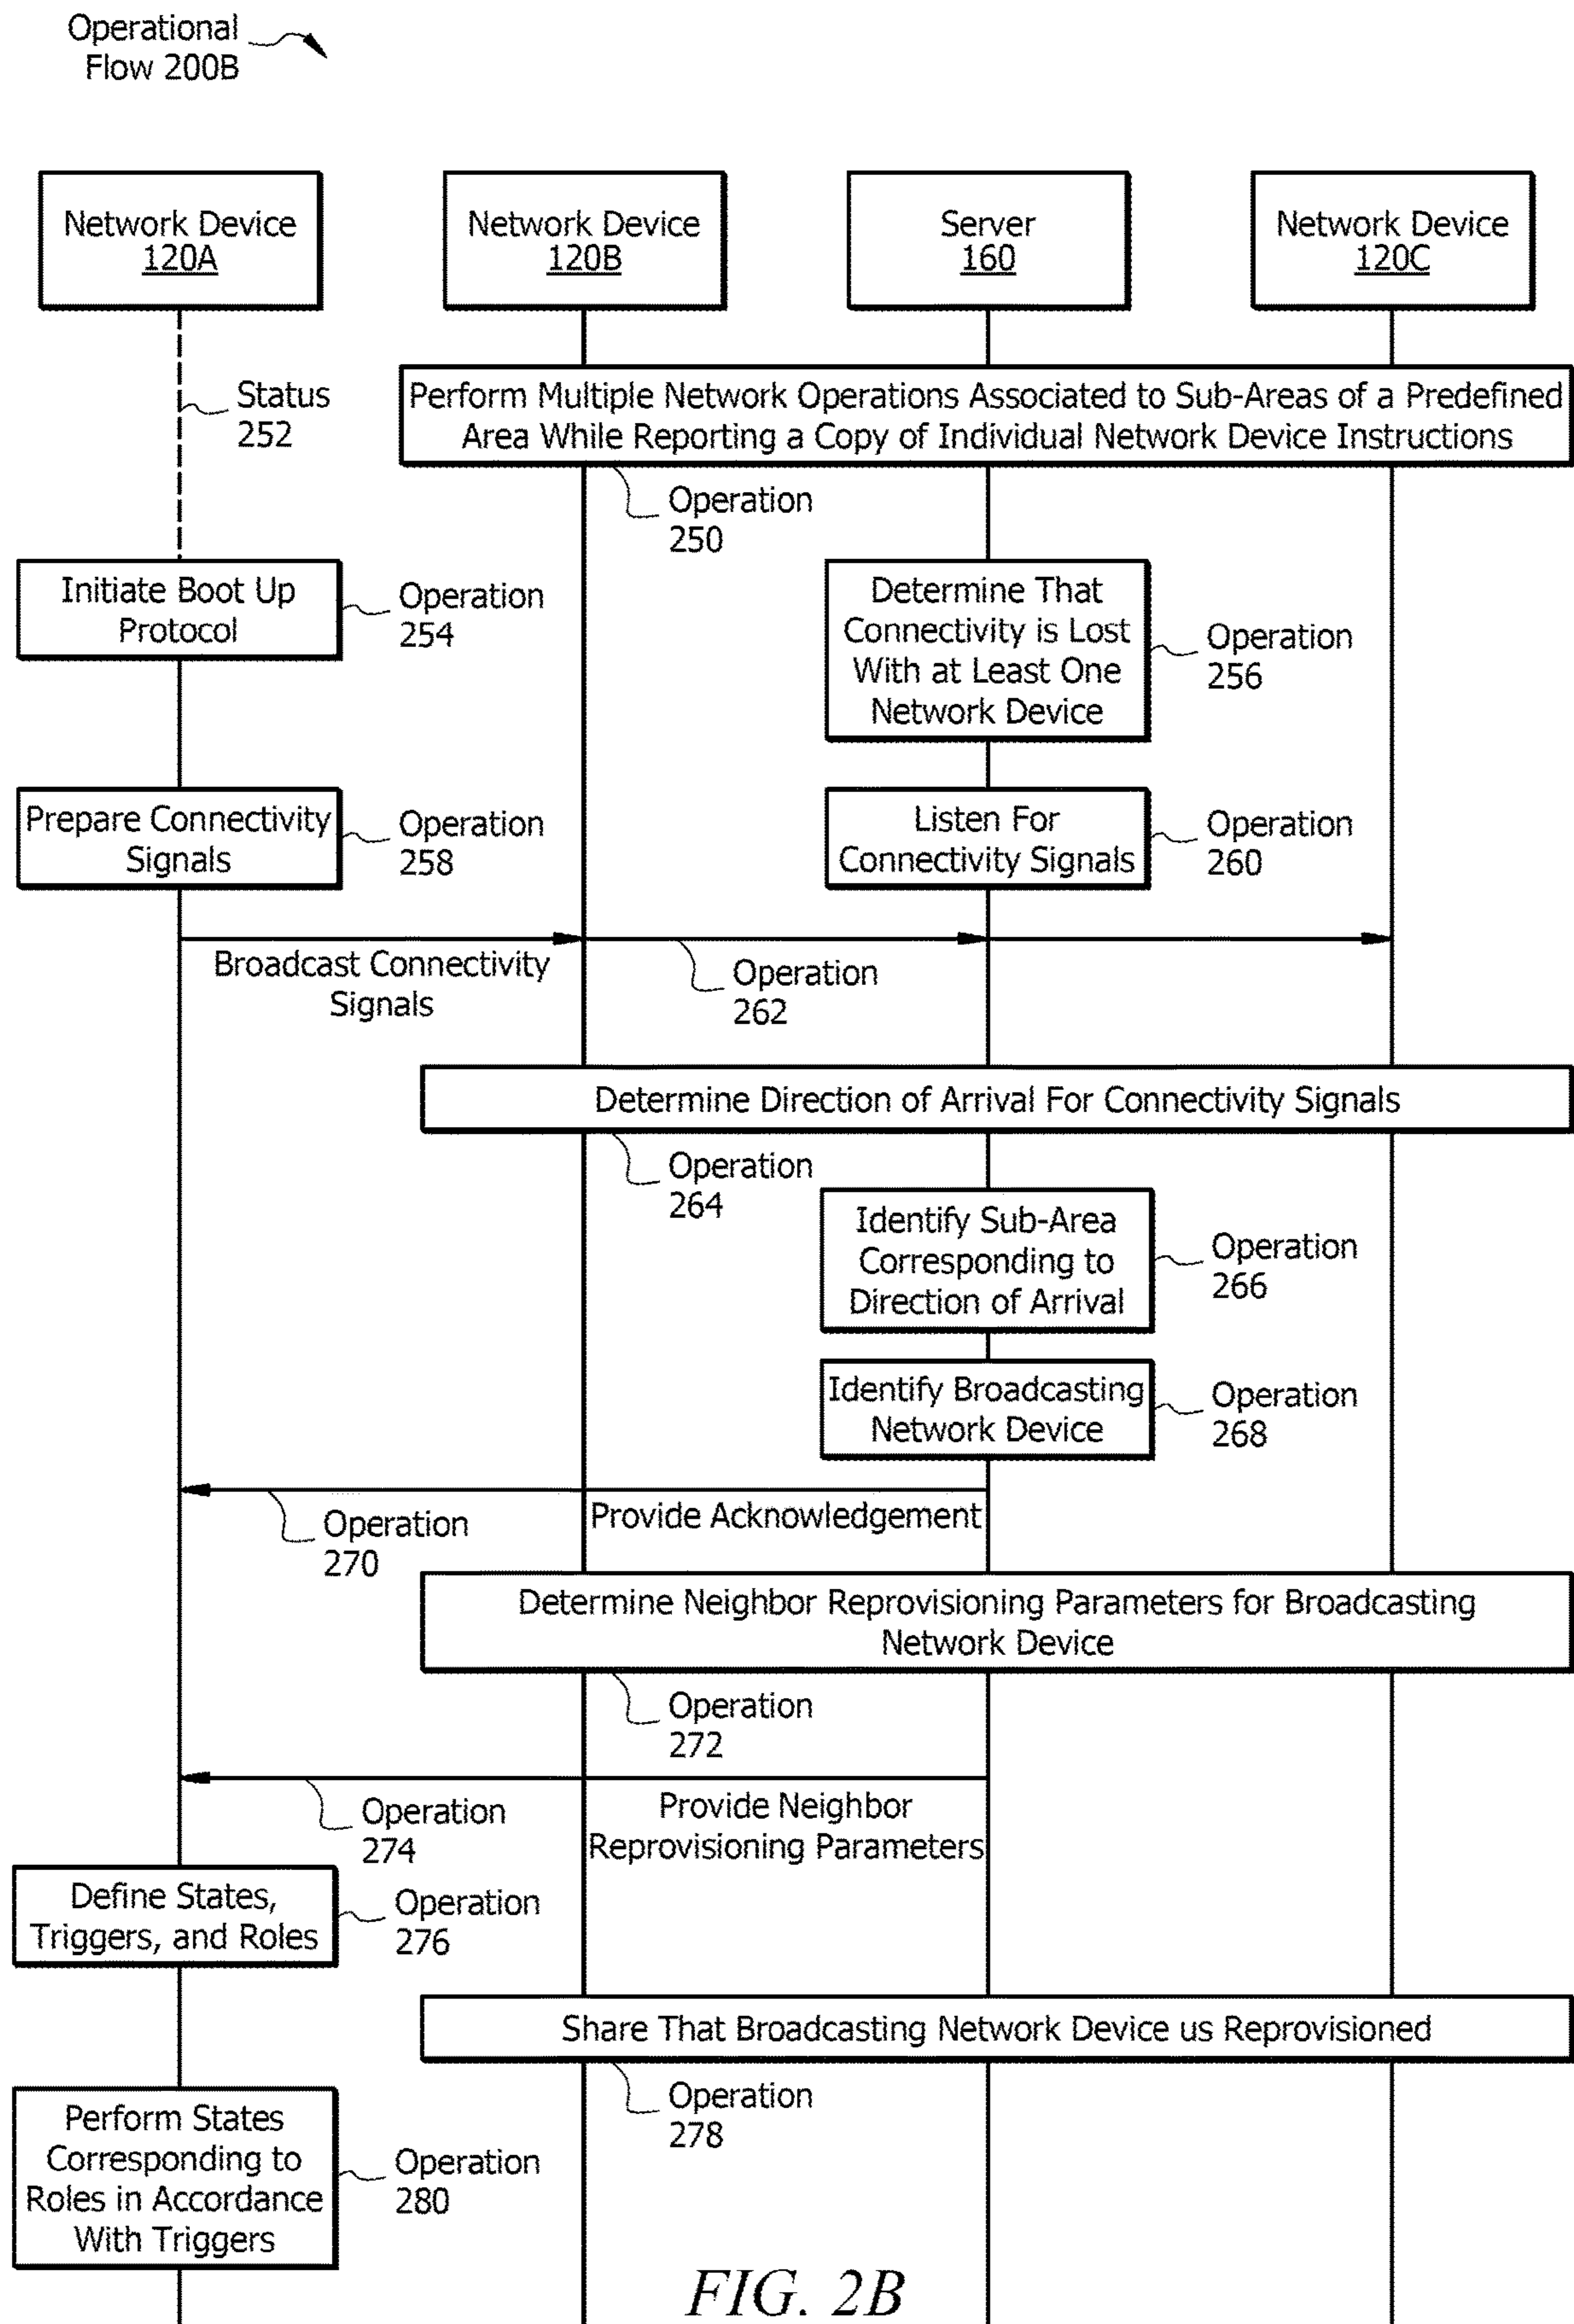 Operational
Flow 200B
Network Device
120A
Network Device
120B
Server
160
Network Device
120C
Status
252
Perform Multiple Network Operations Associated to Sub-Areas of a Predefined
Area While Reporting a Copy of Individual Network Device Instructions
Operation
250
Initiate Boot Up
Protocol
Operation
254
Determine That
Connectivity is Lost
With at Least One
Network Device
Operation
256
Prepare Connectivity
Signals
Operation
258
Listen For
Connectivity Signals
Operation
260
Broadcast Connectivity
Signals
Operation
262
Determine Direction of Arrival For Connectivity Signals
Operation
264
Identify Sub-Area
Corresponding to
Direction of Arrival
Operation
266
Identify Broadcasting
Network Device
Operation
268
Operation
270
Provide Acknowledgement
Determine Neighbor Reprovisioning Parameters for Broadcasting
Network Device
Operation
272
Operation
274
Provide Neighbor
Reprovisioning Parameters
Define States,
Triggers, and Roles
Operation
276
Share That Broadcasting Network Device us Reprovisioned
Operation
278
Perform States
Corresponding to
Roles in Accordance
With Triggers
Operation
280
FIG. 2B